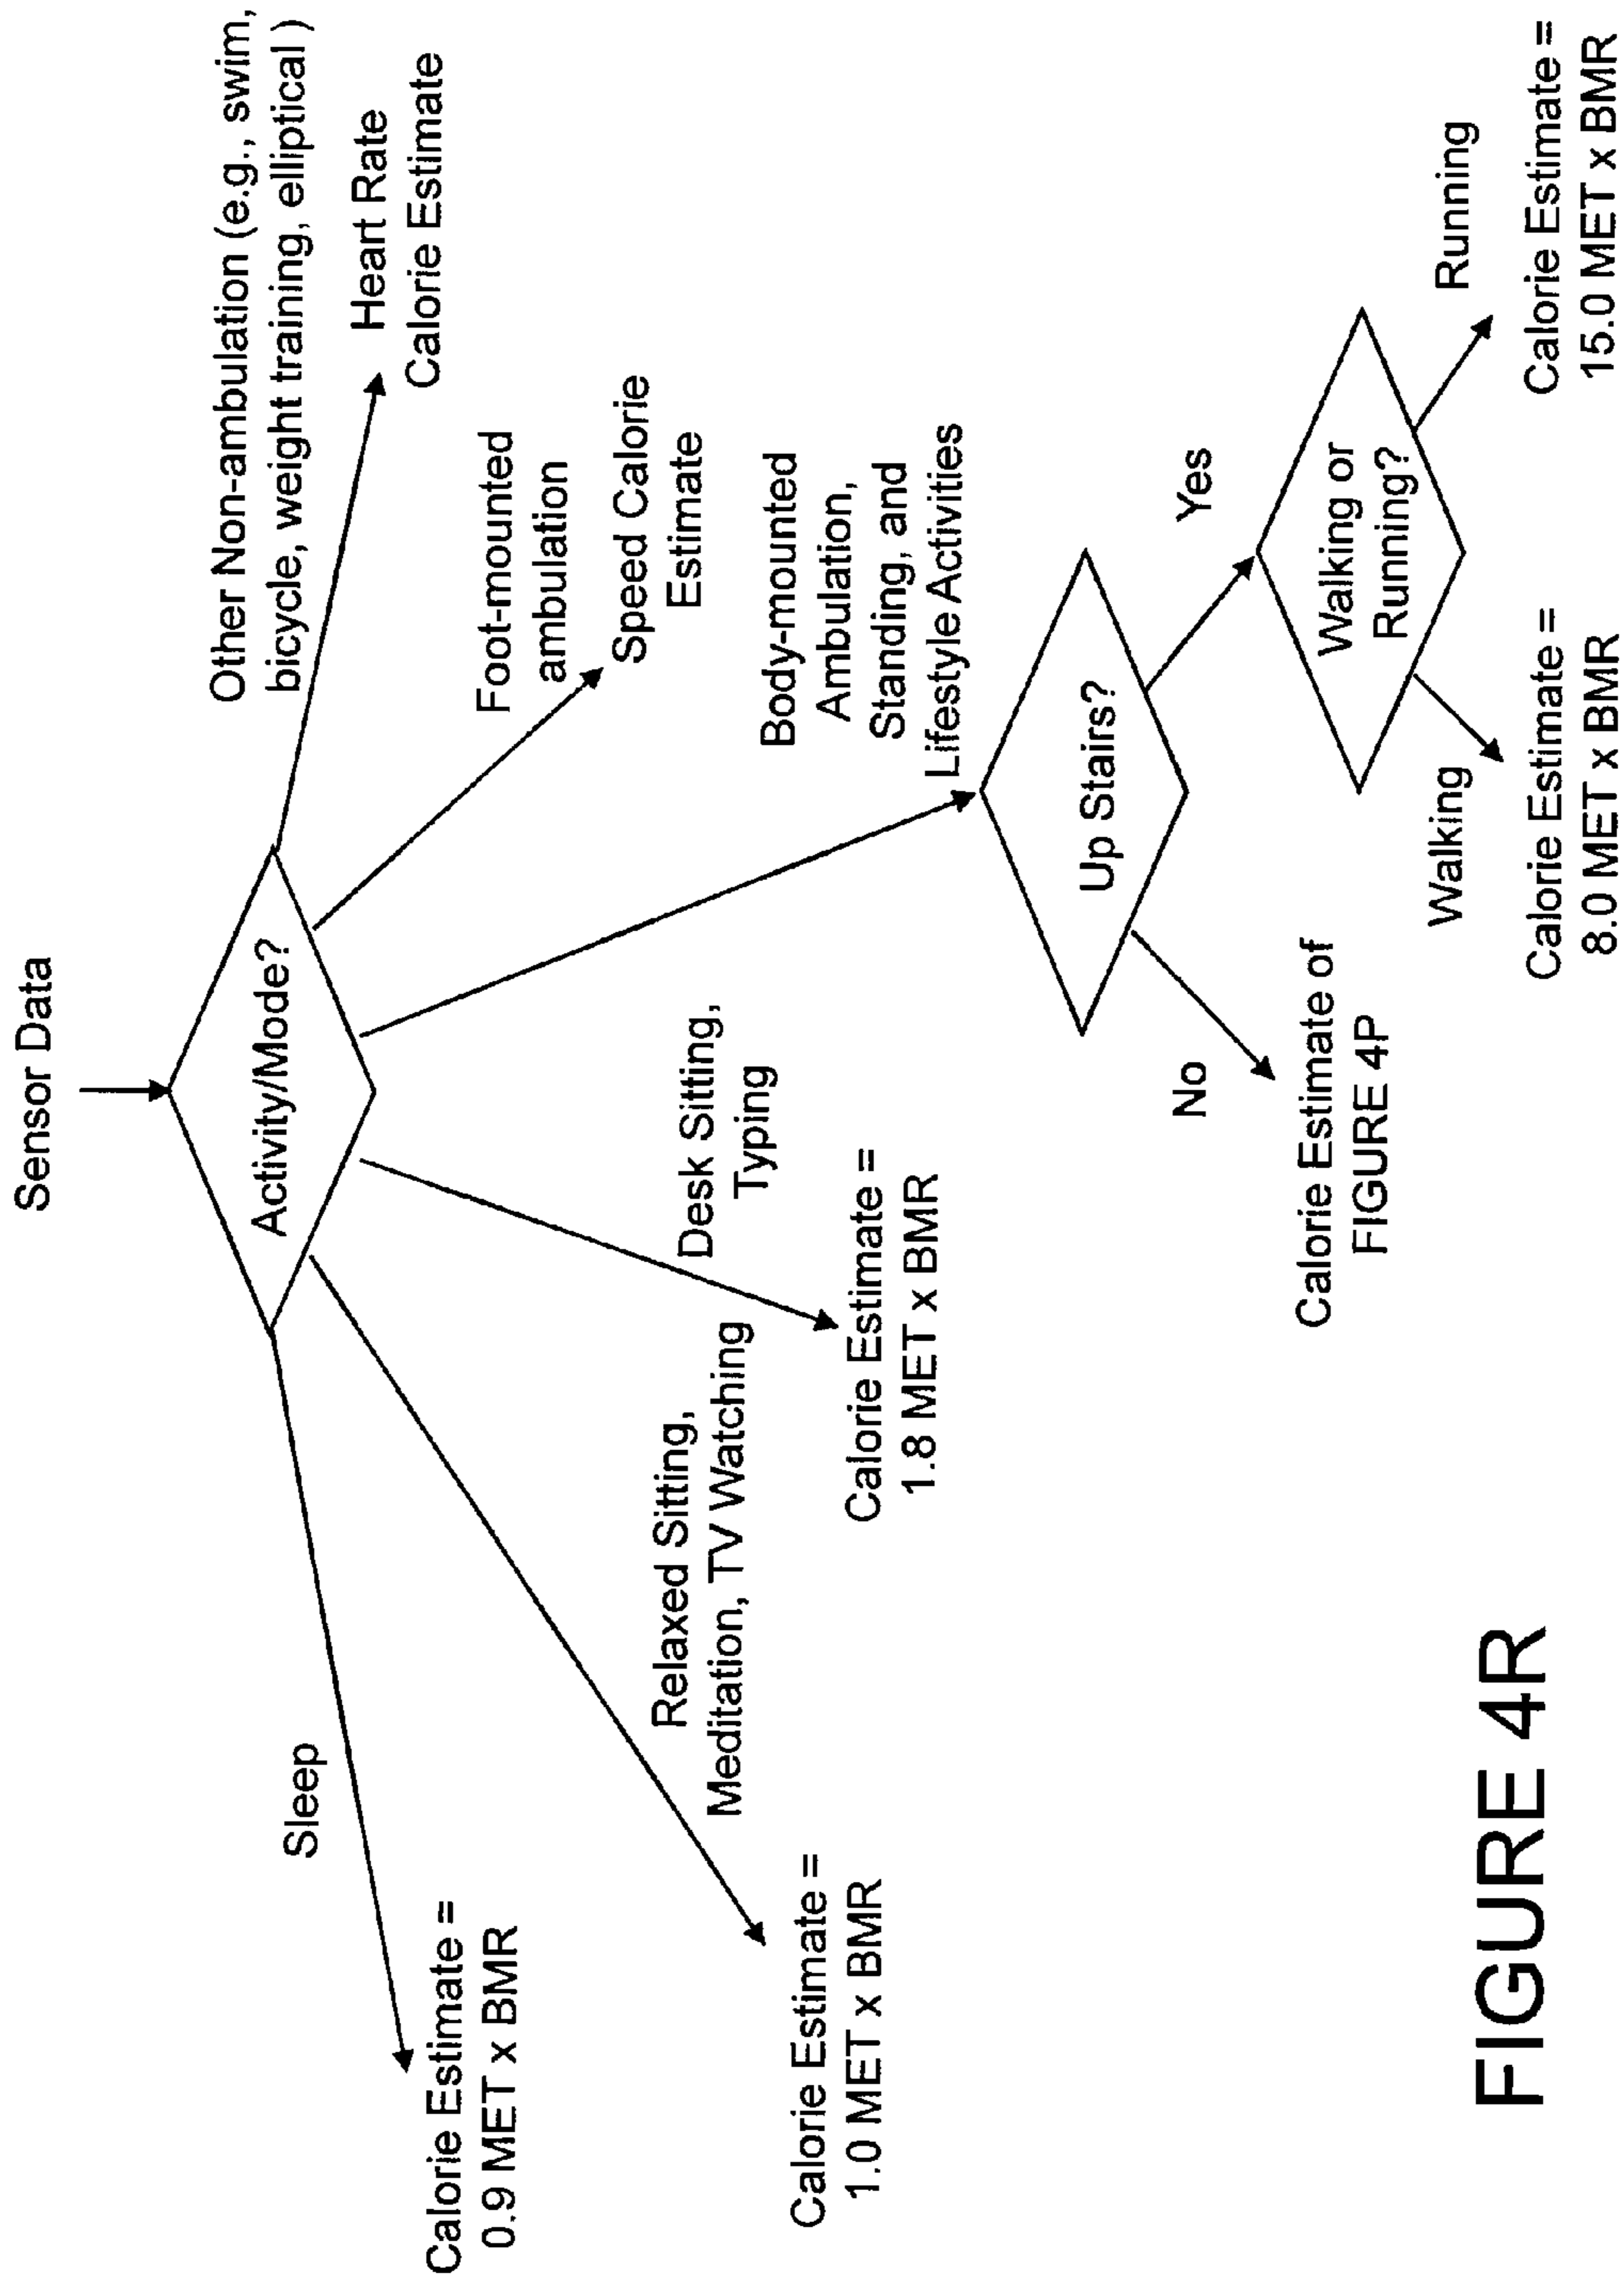 Sensor Data
Activity/Mode?
Sleep
Calorie Estimate =
0.9 MET x BMR
Relaxed Sitting,
Meditation, TV Watching
Calorie Estimate =
1.0 MET x BMR
Desk Sitting,
Typing
Calorie Estimate =
1.8 MET x BMR
Body-mounted
Ambulation,
Standing, and
Lifestyle Activities
Foot-mounted
ambulation
Speed Calorie
Estimate
Other Non-ambulation (e.g., swim,
bicycle, weight training, elliptical )
Heart Rate
Calorie Estimate
Up Stairs?
No
Calorie Estimate of
FIGURE 4P
Yes
Walking or
Running?
Walking
Calorie Estimate =
8.0 MET x BMR
Running
Calorie Estimate =
15.0 MET x BMR
FIGURE 4R